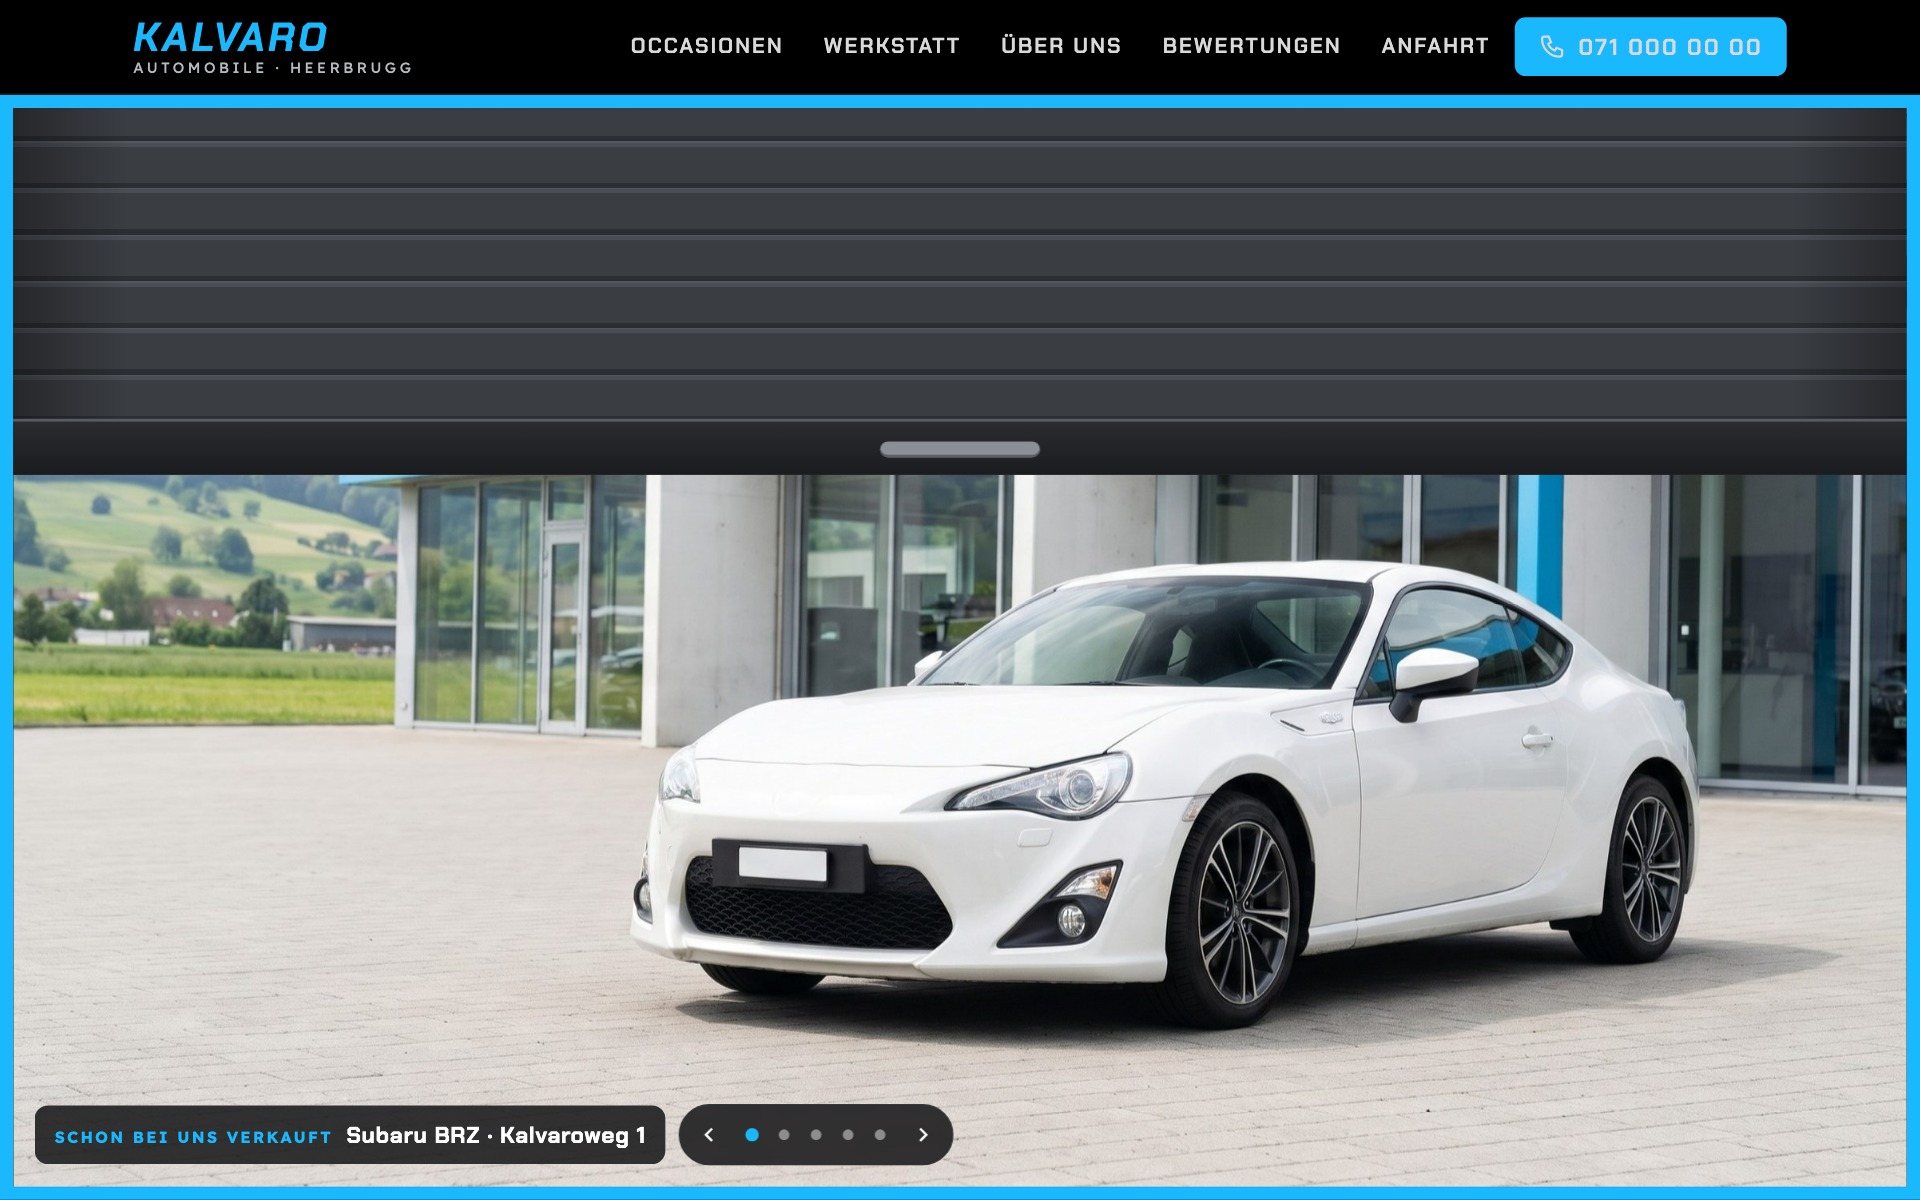 KALVARO
AUTOMOBILE · HEERBRUGG
OCCASIONEN WERKSTATT ÜBER UNS BEWERTUNGEN ANFAHRT 071 000 00 00
SCHON BEI UNS VERKAUFT Subaru BRZ · Kalvaroweg 1